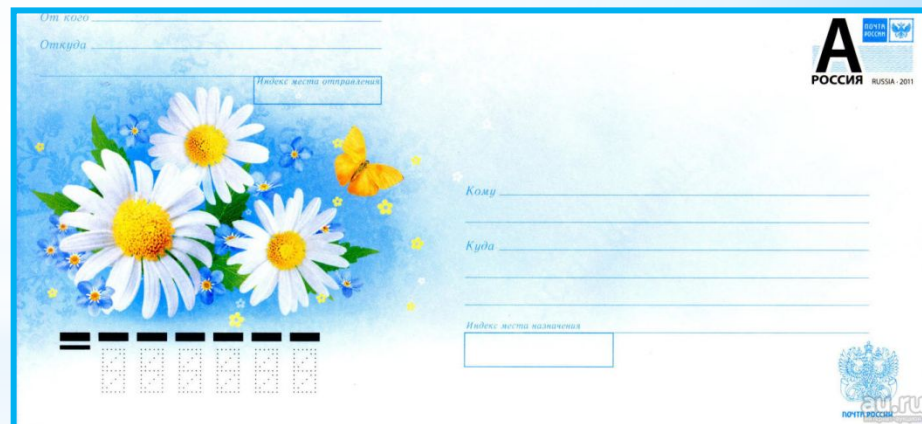 От кого
Откуда
Индекс места отправления
А
РОССИЯ
ПОЧТА
РОССИИ
RUSSIA - 2011
Кому
Куда
Индекс места назначения
ПОЧТА РОССИИ
au.ru